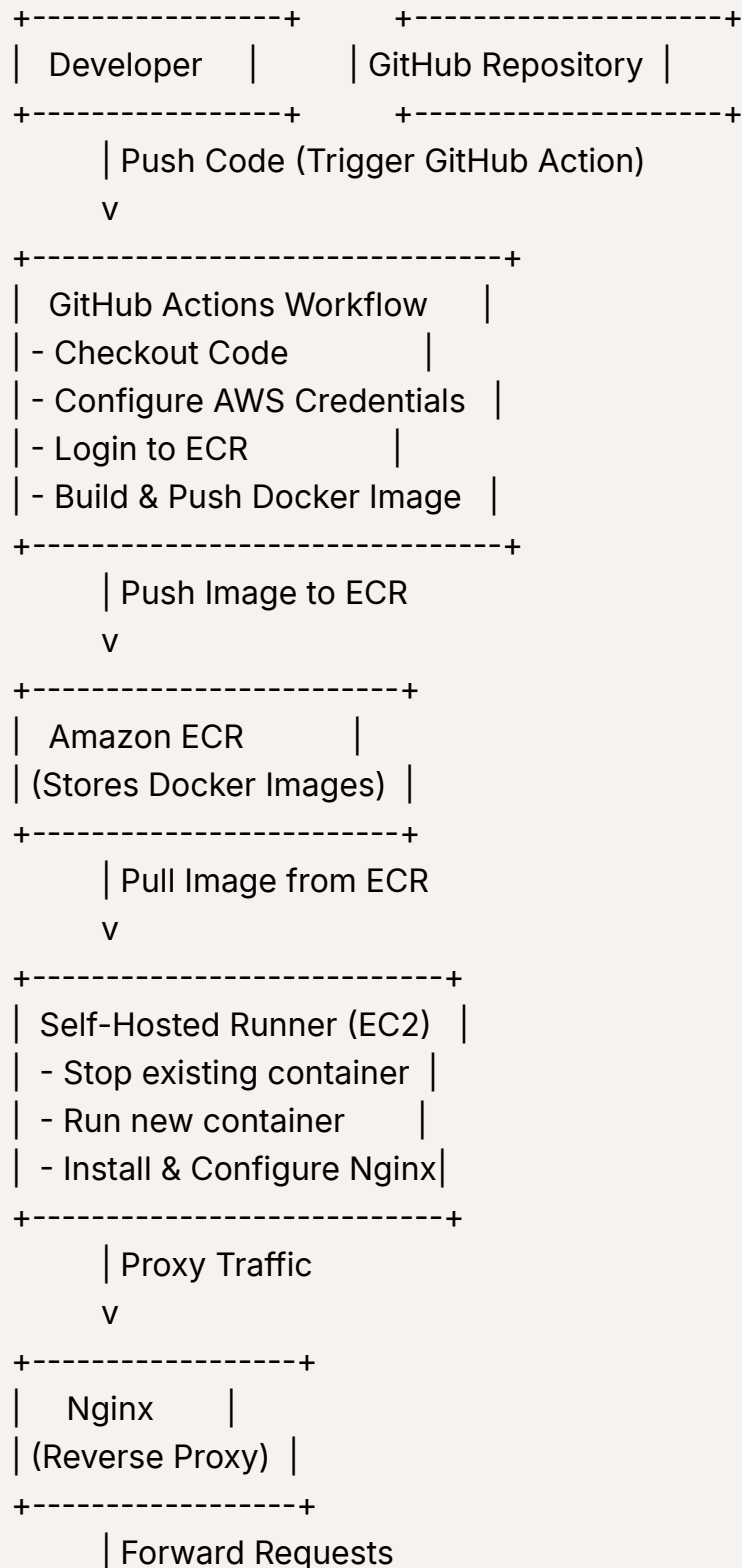 +-----------------+          +---------------------+
|   Developer     |          | GitHub Repository  |
+-----------------+          +---------------------+
          | Push Code (Trigger GitHub Action)
          v
+--------------------------------+
|   GitHub Actions Workflow      |
| - Checkout Code               |
| - Configure AWS Credentials   |
| - Login to ECR                |
| - Build & Push Docker Image   |
+--------------------------------+
          | Push Image to ECR
          v
+-------------------------+
|   Amazon ECR            |
| (Stores Docker Images)  |
+-------------------------+
          | Pull Image from ECR
          v
+----------------------------+
|  Self-Hosted Runner (EC2)   |
|  - Stop existing container  |
|  - Run new container        |
|  - Install & Configure Nginx|
+----------------------------+
          | Proxy Traffic
          v
+------------------+
|     Nginx        |
| (Reverse Proxy)  |
+------------------+
          | Forward Requests